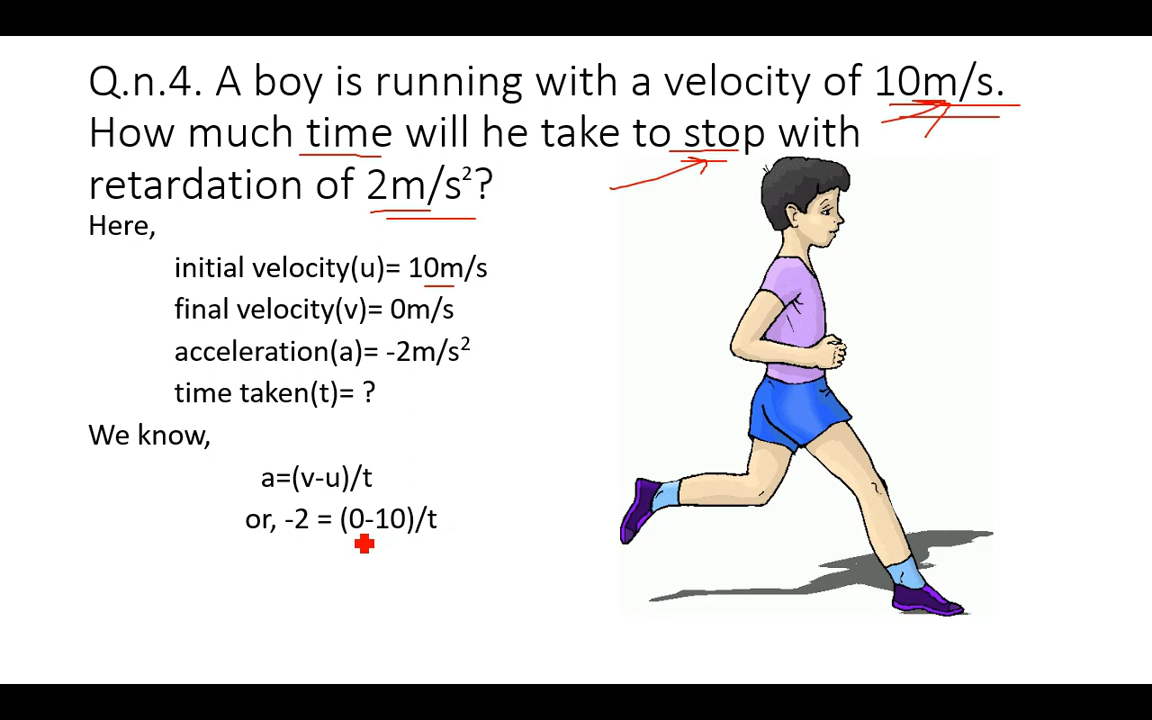 Q.n.4. A boy is running with a velocity of 10m/s.
How much time will he take to stop with
retardation of 2m/s²?
Here,
initial velocity(u)= 10m/s
final velocity(v)= 0m/s
acceleration(a)= -2m/s²
time taken(t)= ?
We know,
a=(v-u)/t
or, -2 = (0-10)/t